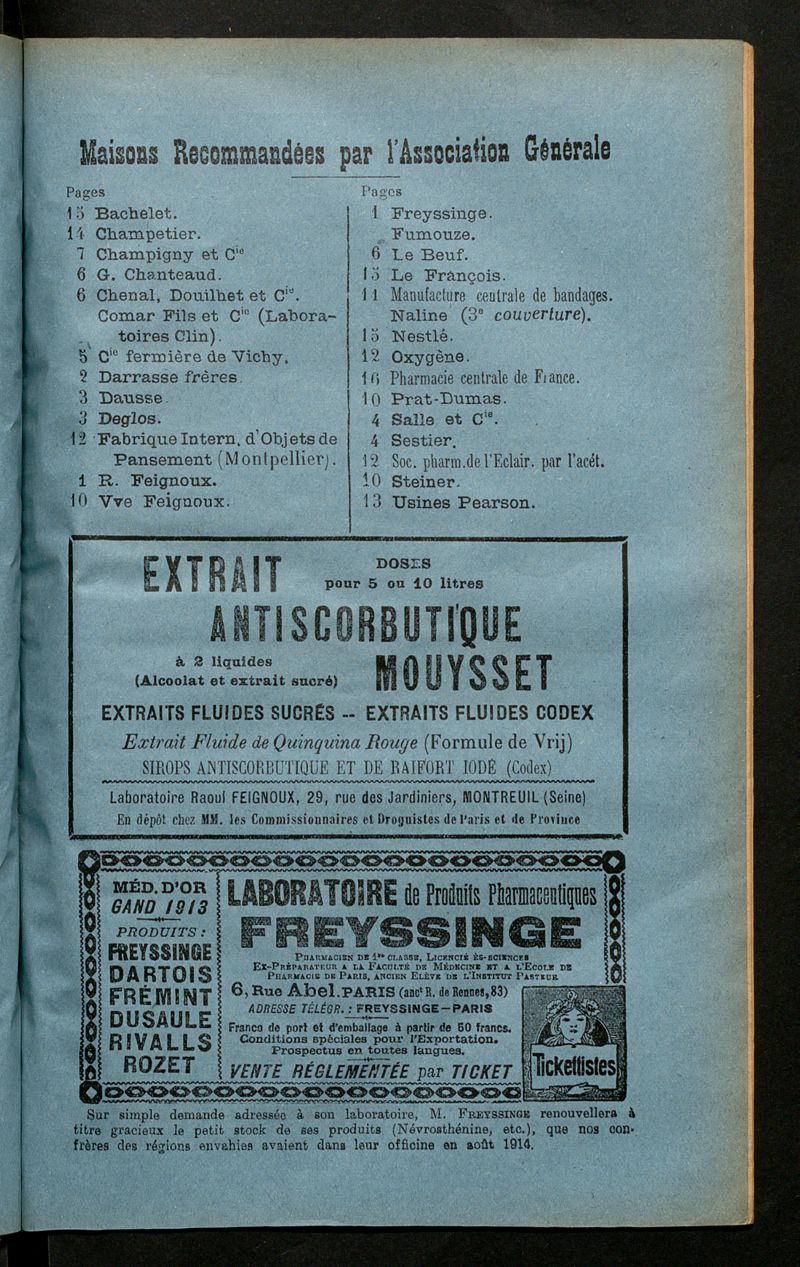 Maisons Recommandées par l'Association Générale
Pages
15 Bachelet.
14 Champetier.
7 Champigny et Cie
6 G. Chanteaud.
6 Chenal, Douilhet et Cie.
Comar Fils et Cie (Labora-
toires Clin).
5 Cie fermière de Vichy.
2 Darrasse frères
3 Dausse
3 Deglos.
12 Fabrique Intern. d'Objets de
Pansement (Montpellier).
1 R. Feignoux.
10 Vve Feignoux.
Pages
1 Freyssinge.
Fumouze.
6 Le Beuf.
15 Le François.
11 Manufacture centrale de bandages.
Naline (3e couverture).
15 Nestlé.
12 Oxygène.
16 Pharmacie centrale de France.
10 Prat-Dumas.
4 Salle et Cie.
4 Sestier.
12 Soc. pharm. de l'Eclair. par l'acét.
10 Steiner.
13 Usines Pearson.
EXTRAIT
DOSES
pour 5 ou 10 litres
ANTISCORBUTIQUE
à 2 liquides
(Alcoolat et extrait sucré)
MOUYSSET
EXTRAITS FLUIDES SUCRÉS -- EXTRAITS FLUIDES CODEX
Extrait Fluide de Quinquina Rouge (Formule de Vrij)
SIROPS ANTISCORBUTIQUE ET DE RAIFORT IODÉ (Codex)
Laboratoire Raoul FEIGNOUX, 29, rue des Jardiniers, MONTREUIL (Seine)
En dépôt chez MM. les Commissionnaires et Droguistes de Paris et de Province
MÉD. D'OR
GAND 1913
PRODUITS :
FREYSSINGE
DARTOIS
FRÉMINT
DUSAULE
RIVALLS
ROZET
LABORATOIRE de Produits Pharmaceutiques
FREYSSINGE
PHARMACIEN DE 1re CLASSE, LICENCIÉ ÈS-SCIENCES
EX-PRÉPARATEUR A LA FACULTÉ DE MÉDECINE ET A L'ECOLE DE
PHARMACIE DE PARIS, ANCIEN ELÈVE DE L'INSTITUT PASTEUR
6, Rue Abel. PARIS (anct R. de Rennes, 83)
ADRESSE TÉLÉGR. : FREYSSINGE-PARIS
Franco de port et d'emballage à partir de 50 francs.
Conditions spéciales pour l'Exportation.
Prospectus en toutes langues.
VENTE RÉGLEMENTÉE par TICKET
Tickettistes
Sur simple demande adressée à son laboratoire, M. FREYSSINGE renouvellera à
titre gracieux le petit stock de ses produits (Névrosthénine, etc.), que nos con-
frères des régions envahies avaient dans leur officine en août 1914.